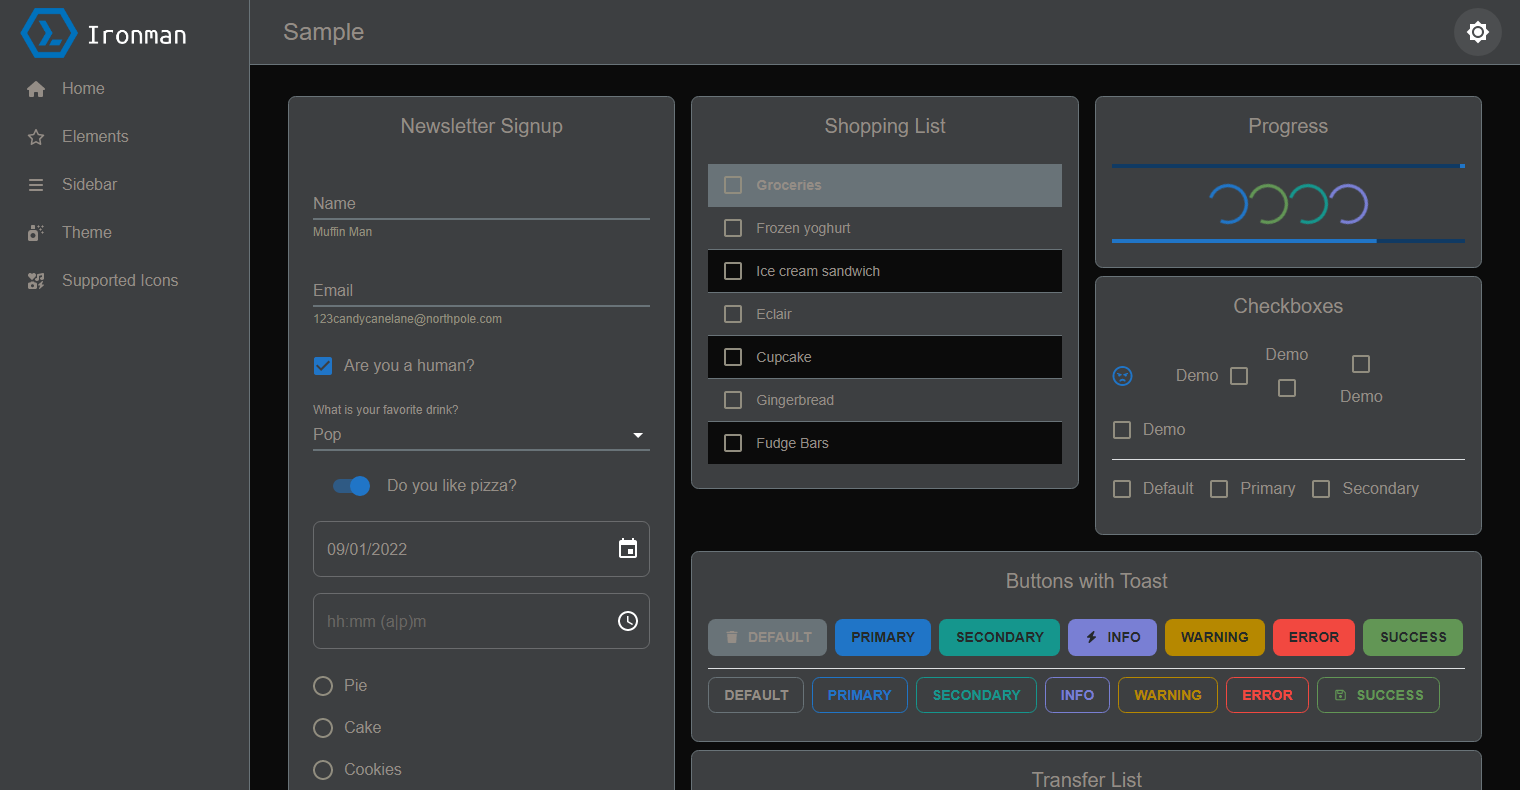 Ironman
Home
Elements
Sidebar
Theme
Supported Icons
Sample
Newsletter Signup
Name
Muffin Man
Email
123candycanelane@northpole.com
Are you a human?
What is your favorite drink?
Pop
Do you like pizza?
09/01/2022
hh:mm (a|p)m
Pie
Cake
Cookies
Shopping List
Groceries
Frozen yoghurt
Ice cream sandwich
Eclair
Cupcake
Gingerbread
Fudge Bars
Progress
Checkboxes
Demo
Demo
Demo
Demo
Default Primary Secondary
Buttons with Toast
DEFAULT PRIMARY SECONDARY INFO WARNING ERROR SUCCESS
DEFAULT PRIMARY SECONDARY INFO WARNING ERROR SUCCESS
Transfer List